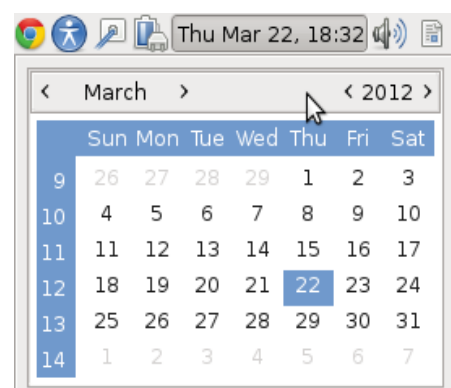 Thu Mar 22, 18:32
< March > < 2012 >
Sun Mon Tue Wed Thu Fri Sat
9 26 27 28 29 1 2 3
10 4 5 6 7 8 9 10
11 11 12 13 14 15 16 17
12 18 19 20 21 22 23 24
13 25 26 27 28 29 30 31
14 1 2 3 4 5 6 7